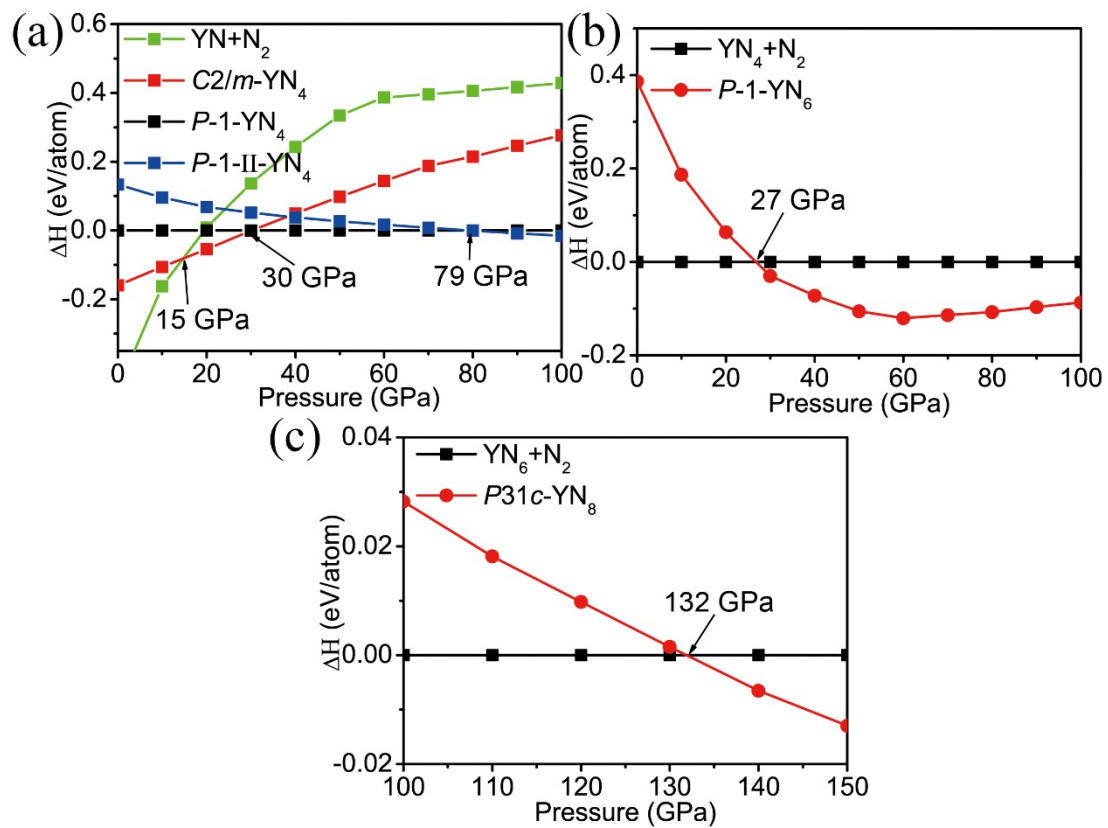 (a)
0.6
0.4
0.2
0.0
-0.2
ΔH (eV/atom)
YN+N₂
C2/m-YN₄
P-1-YN₄
P-1-II-YN₄
15 GPa
30 GPa
79 GPa
0 20 40 60 80 100
Pressure (GPa)
(b)
0.4
0.2
0.0
-0.2
ΔH (eV/atom)
YN₄+N₂
P-1-YN₆
27 GPa
0 20 40 60 80 100
Pressure (GPa)
(c)
0.04
0.02
0.00
-0.02
ΔH (eV/atom)
YN₆+N₂
P31c-YN₈
132 GPa
100 110 120 130 140 150
Pressure (GPa)